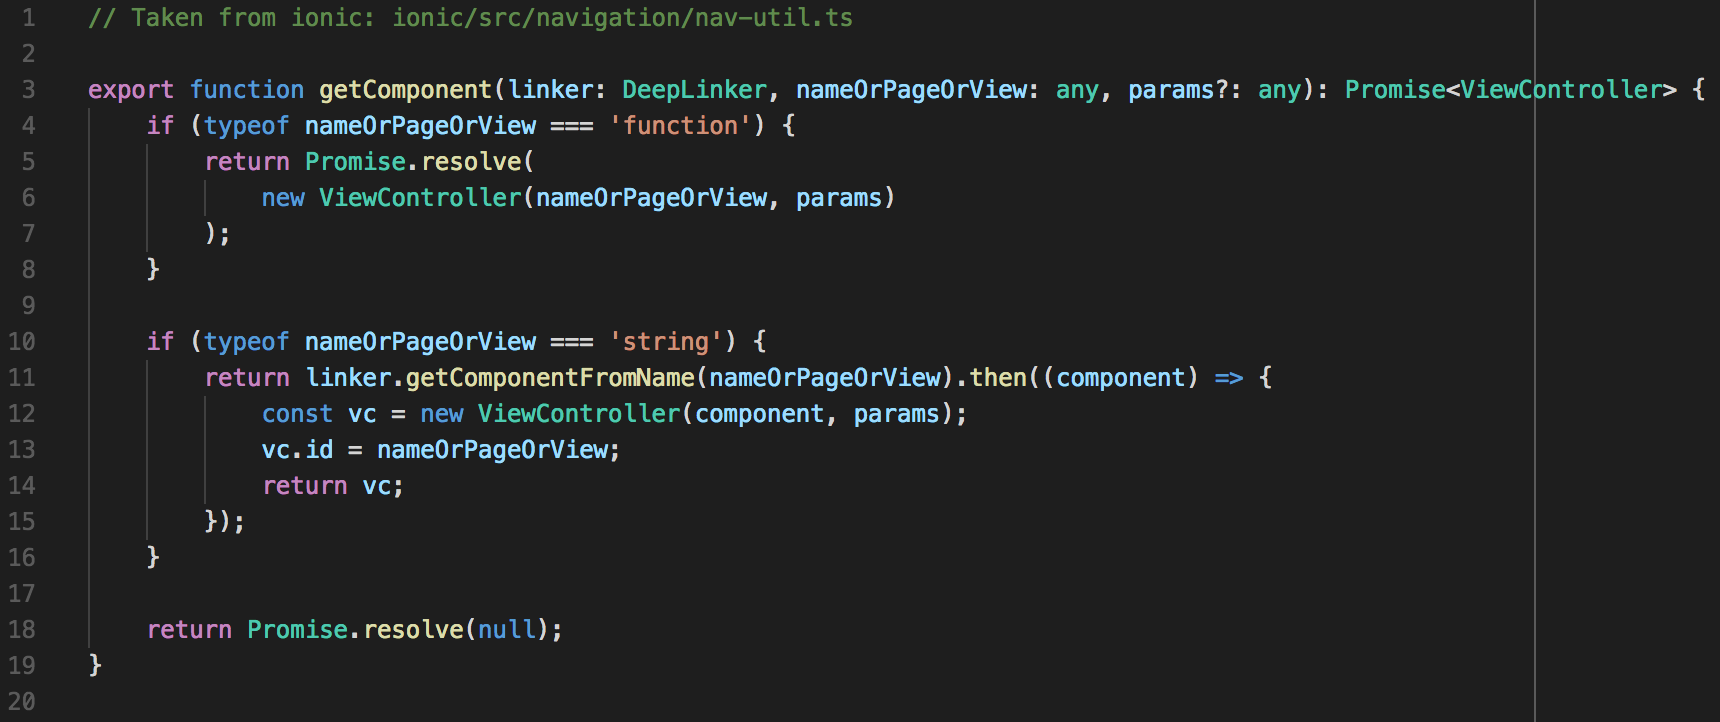 1 // Taken from ionic: ionic/src/navigation/nav-util.ts
2
3 export function getComponent(linker: DeepLinker, nameOrPageOrView: any, params?: any): Promise<ViewController> {
4     if (typeof nameOrPageOrView === 'function') {
5         return Promise.resolve(
6             new ViewController(nameOrPageOrView, params)
7         );
8     }
9
10     if (typeof nameOrPageOrView === 'string') {
11         return linker.getComponentFromName(nameOrPageOrView).then((component) => {
12             const vc = new ViewController(component, params);
13             vc.id = nameOrPageOrView;
14             return vc;
15         });
16     }
17
18     return Promise.resolve(null);
19 }
20